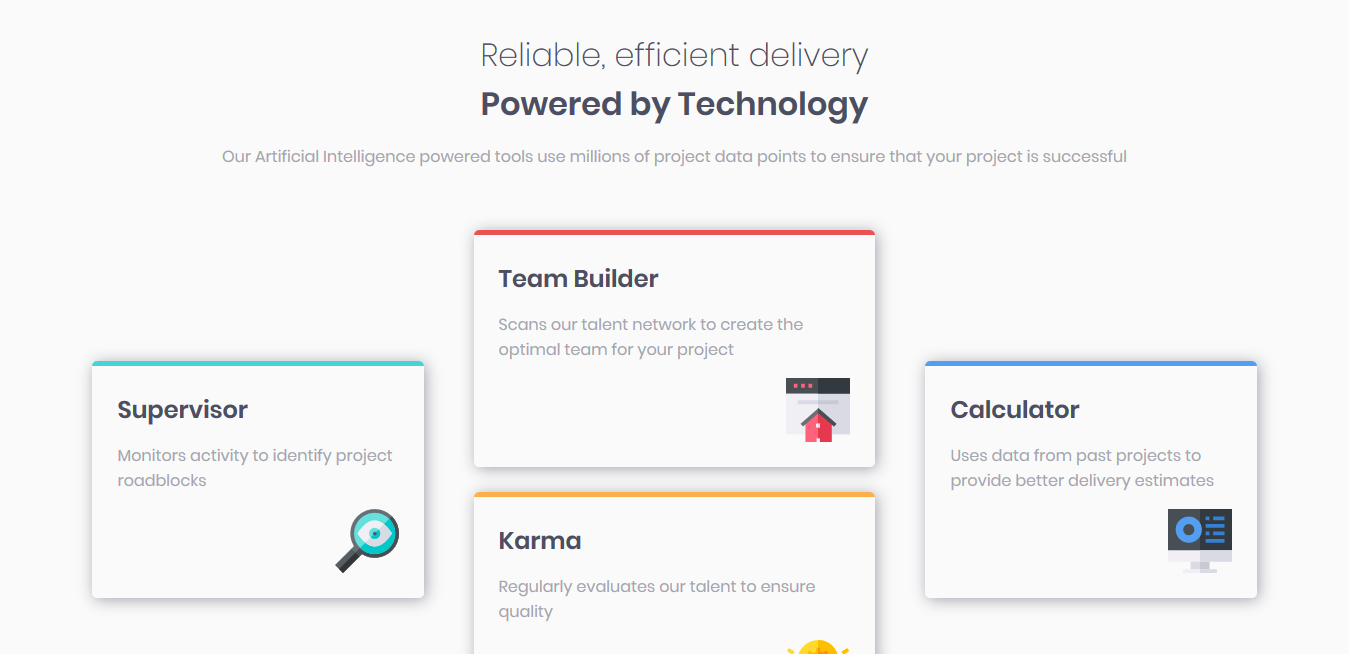 Reliable, efficient delivery
Powered by Technology
Our Artificial Intelligence powered tools use millions of project data points to ensure that your project is successful
Supervisor
Monitors activity to identify project
roadblocks
Team Builder
Scans our talent network to create the
optimal team for your project
Karma
Regularly evaluates our talent to ensure
quality
Calculator
Uses data from past projects to
provide better delivery estimates